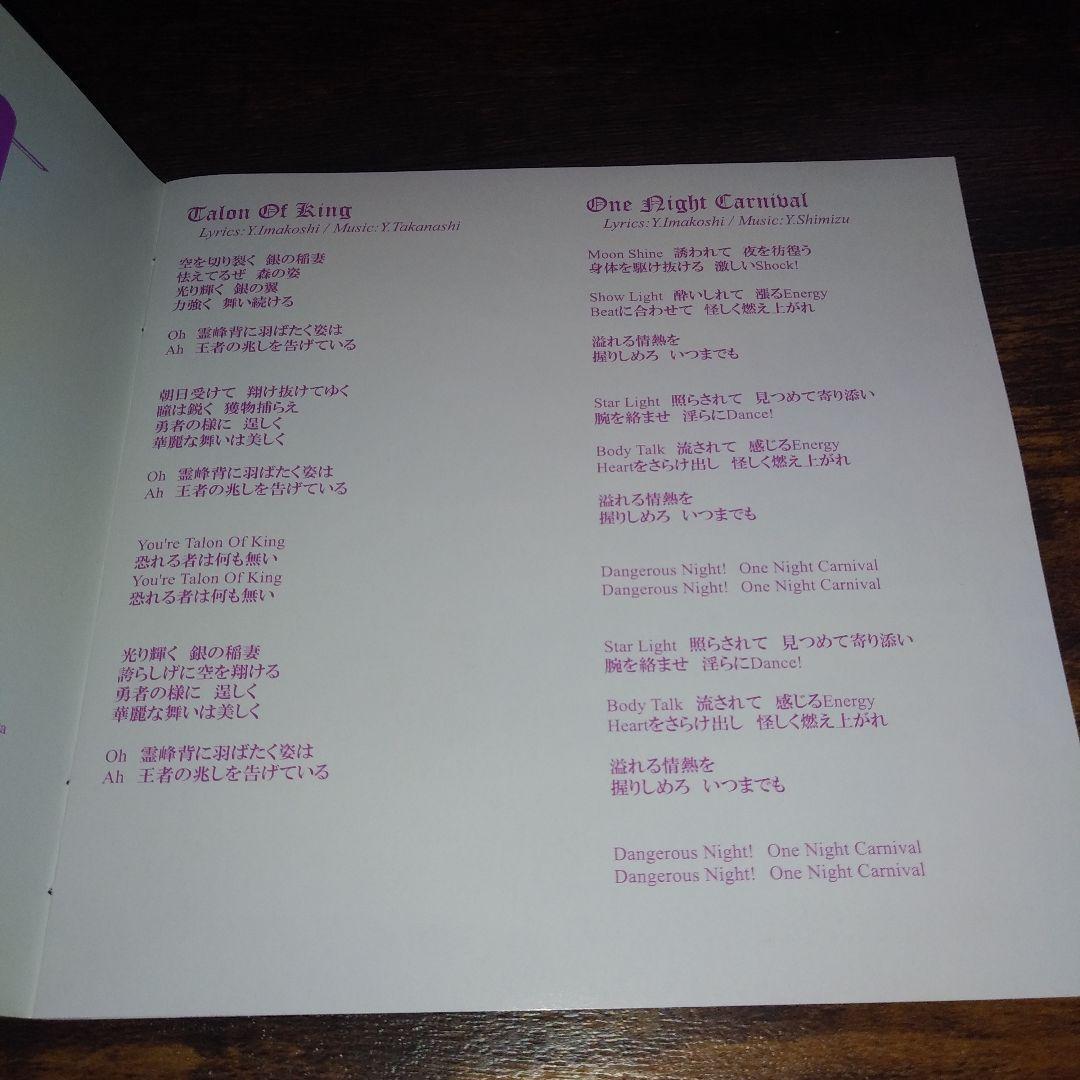 Talon Of King
Lyrics:Y.Imakoshi / Music:Y.Takanashi
空を切り裂く 銀の稲妻
怯えてるぜ 森の姿
光り輝く 銀の翼
力強く 舞い続ける
Oh 霊峰背に羽ばたく姿は
Ah 王者の兆しを告げている
朝日受けて 翔け抜けてゆく
瞳は鋭く 獲物捕らえ
勇者の様に 逞しく
華麗な舞いは美しく
Oh 霊峰背に羽ばたく姿は
Ah 王者の兆しを告げている
You're Talon Of King
恐れる者は何も無い
You're Talon Of King
恐れる者は何も無い
光り輝く 銀の稲妻
誇らしげに空を翔ける
勇者の様に 逞しく
華麗な舞いは美しく
Oh 霊峰背に羽ばたく姿は
Ah 王者の兆しを告げている
One Night Carnival
Lyrics:Y.Imakoshi / Music:Y.Shimizu
Moon Shine 誘われて 夜を彷徨う
身体を駆け抜ける 激しいShock!
Show Light 酔いしれて 漲るEnergy
Beatに合わせて 怪しく燃え上がれ
溢れる情熱を
握りしめろ いつまでも
Star Light 照らされて 見つめて寄り添い
腕を絡ませ 淫らにDance!
Body Talk 流されて 感じるEnergy
Heartをさらけ出し 怪しく燃え上がれ
溢れる情熱を
握りしめろ いつまでも
Dangerous Night! One Night Carnival
Dangerous Night! One Night Carnival
Star Light 照らされて 見つめて寄り添い
腕を絡ませ 淫らにDance!
Body Talk 流されて 感じるEnergy
Heartをさらけ出し 怪しく燃え上がれ
溢れる情熱を
握りしめろ いつまでも
Dangerous Night! One Night Carnival
Dangerous Night! One Night Carnival